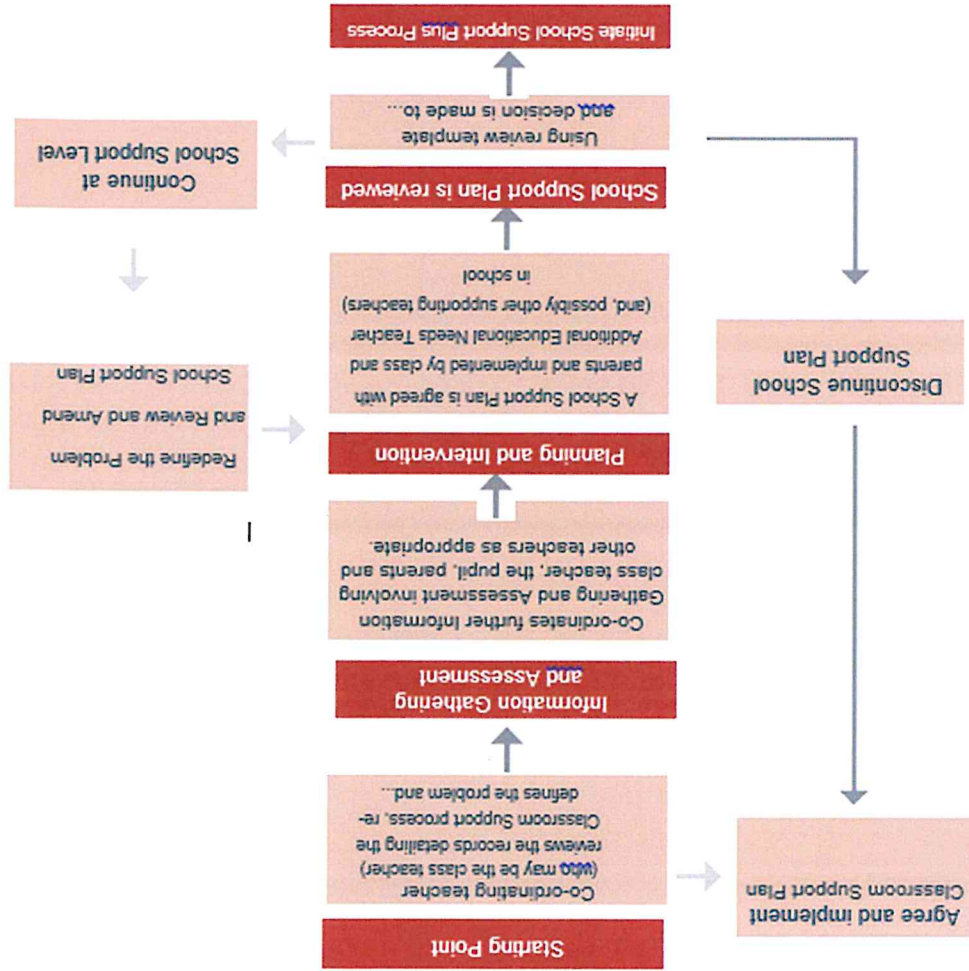 Starting Point
Co-ordinating teacher
(who may be the class teacher)
reviews the records detailing the
Classroom Support process, re-
defines the problem and...
Agree and implement
Classroom Support Plan
Information Gathering
and Assessment
Co-ordinates further Information
Gathering and Assessment involving
class teacher, the pupil, parents and
other teachers as appropriate.
Planning and Intervention
A School Support Plan is agreed with
parents and implemented by class and
Additional Educational Needs Teacher
(and, possibly other supporting teachers)
in school
Redefine the Problem
and Review and Amend
School Support Plan
Discontinue School
Support Plan
School Support Plan is reviewed
Using review template
and decision is made to...
Continue at
School Support Level
Initiate School Support Plus Process